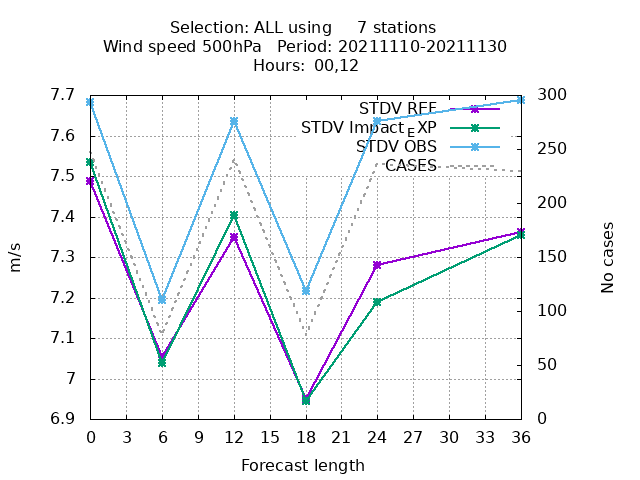 Selection: ALL using 7 stations
Wind speed 500hPa Period: 20211110-20211130
Hours: 00,12
7.7
7.6
7.5
7.4
7.3
7.2
7.1
7
6.9
m/s
STDV REF
STDV Impact_EXP
STDV OBS
CASES
300
250
200
150
100
50
0
No cases
0 3 6 9 12 15 18 21 24 27 30 33 36
Forecast length